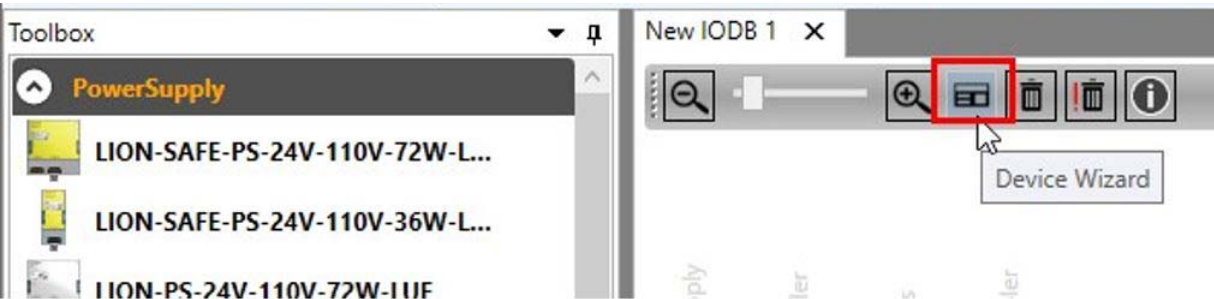 Toolbox
PowerSupply
LION-SAFE-PS-24V-110V-72W-L...
LION-SAFE-PS-24V-110V-36W-L...
LION-PS-24V-110V-72W-LUF
New IODB 1
Device Wizard